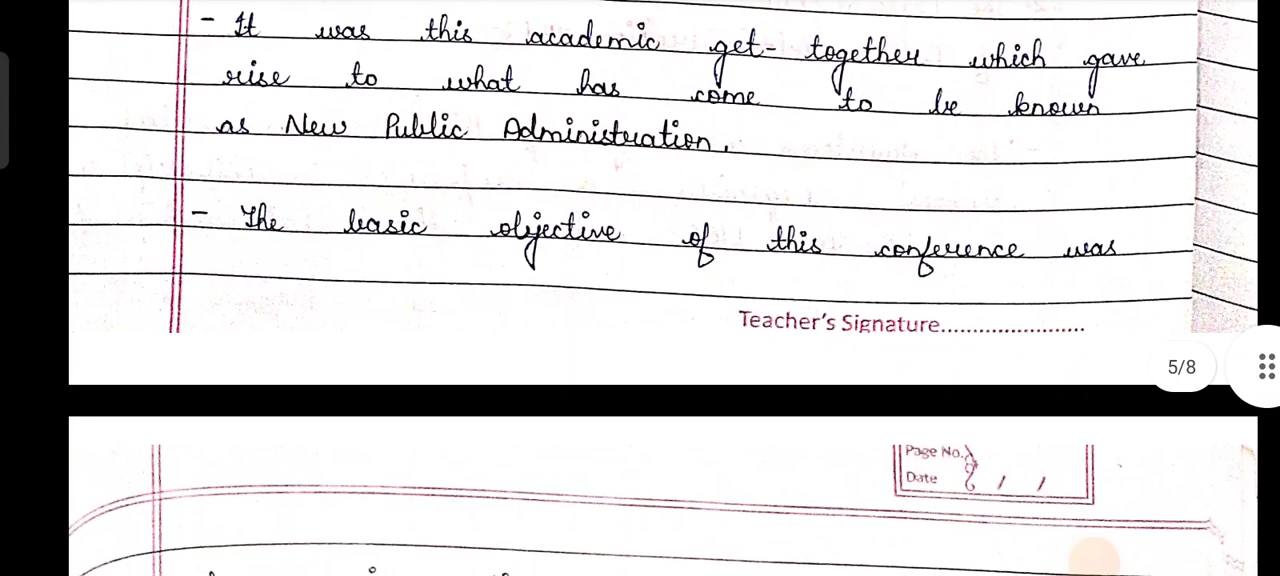 - It was this academic get- together which gave
rise to what has come to be known
as New Public Administration.
- The basic objective of this conference was
Teacher's Signature........................
5/8
Page No.
Date / /